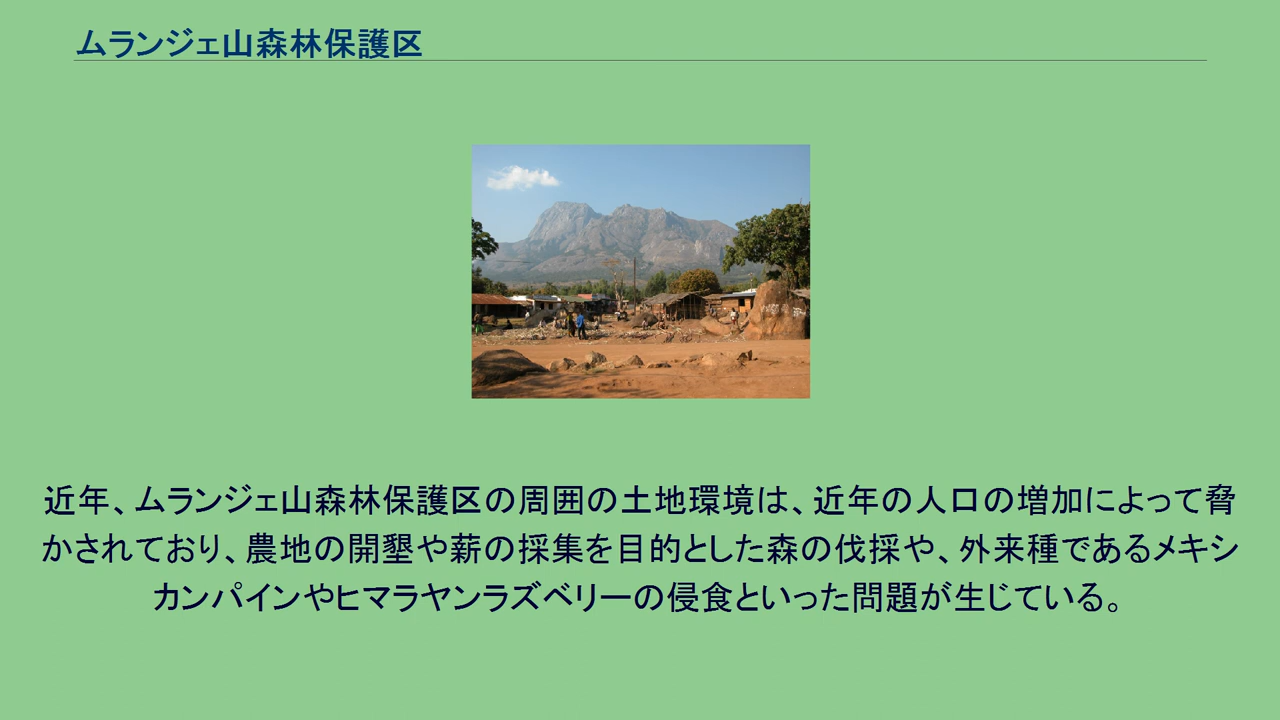 ムランジェ山森林保護区
近年、ムランジェ山森林保護区の周囲の土地環境は、近年の人口の増加によって脅
かされており、農地の開墾や薪の採集を目的とした森の伐採や、外来種であるメキシ
カンパインやヒマラヤンラズベリーの侵食といった問題が生じている。